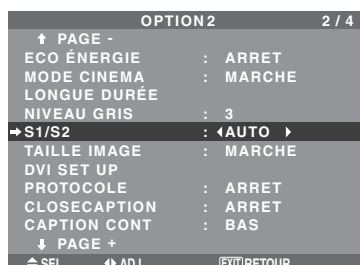 OPTION2 2 / 4
↑ PAGE -
ECO ÉNERGIE : ARRET
MODE CINEMA : MARCHE
LONGUE DURÉE
NIVEAU GRIS : 3
→S1/S2 : ◀AUTO ▶
TAILLE IMAGE : MARCHE
DVI SET UP
PROTOCOLE : ARRET
CLOSECAPTION : ARRET
CAPTION CONT : BAS
↓ PAGE +
SEL. ADJ. EXIT RETOUR